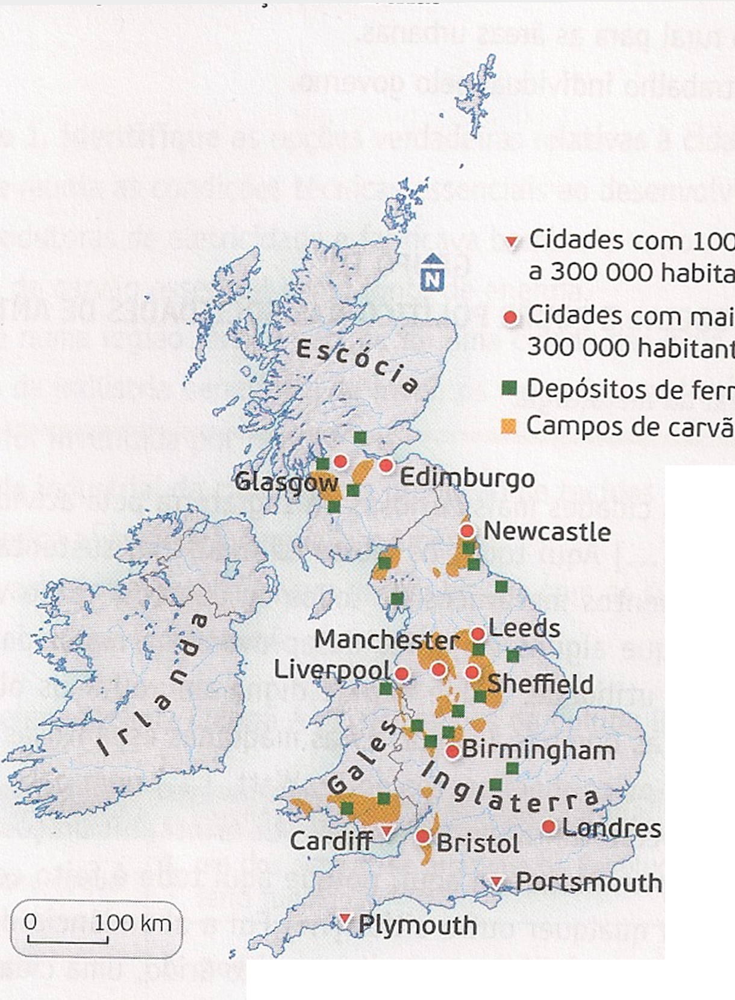 Cidades com 100
a 300 000 habita
Cidades com mai
300 000 habitant
Depósitos de ferr
Campos de carvã
N
Escócia
Glasgow
Edimburgo
Newcastle
Irlanda
Manchester
Leeds
Liverpool
Sheffield
Gales
Birmingham
Inglaterra
Londres
Cardiff
Bristol
Portsmouth
Plymouth
0 100 km